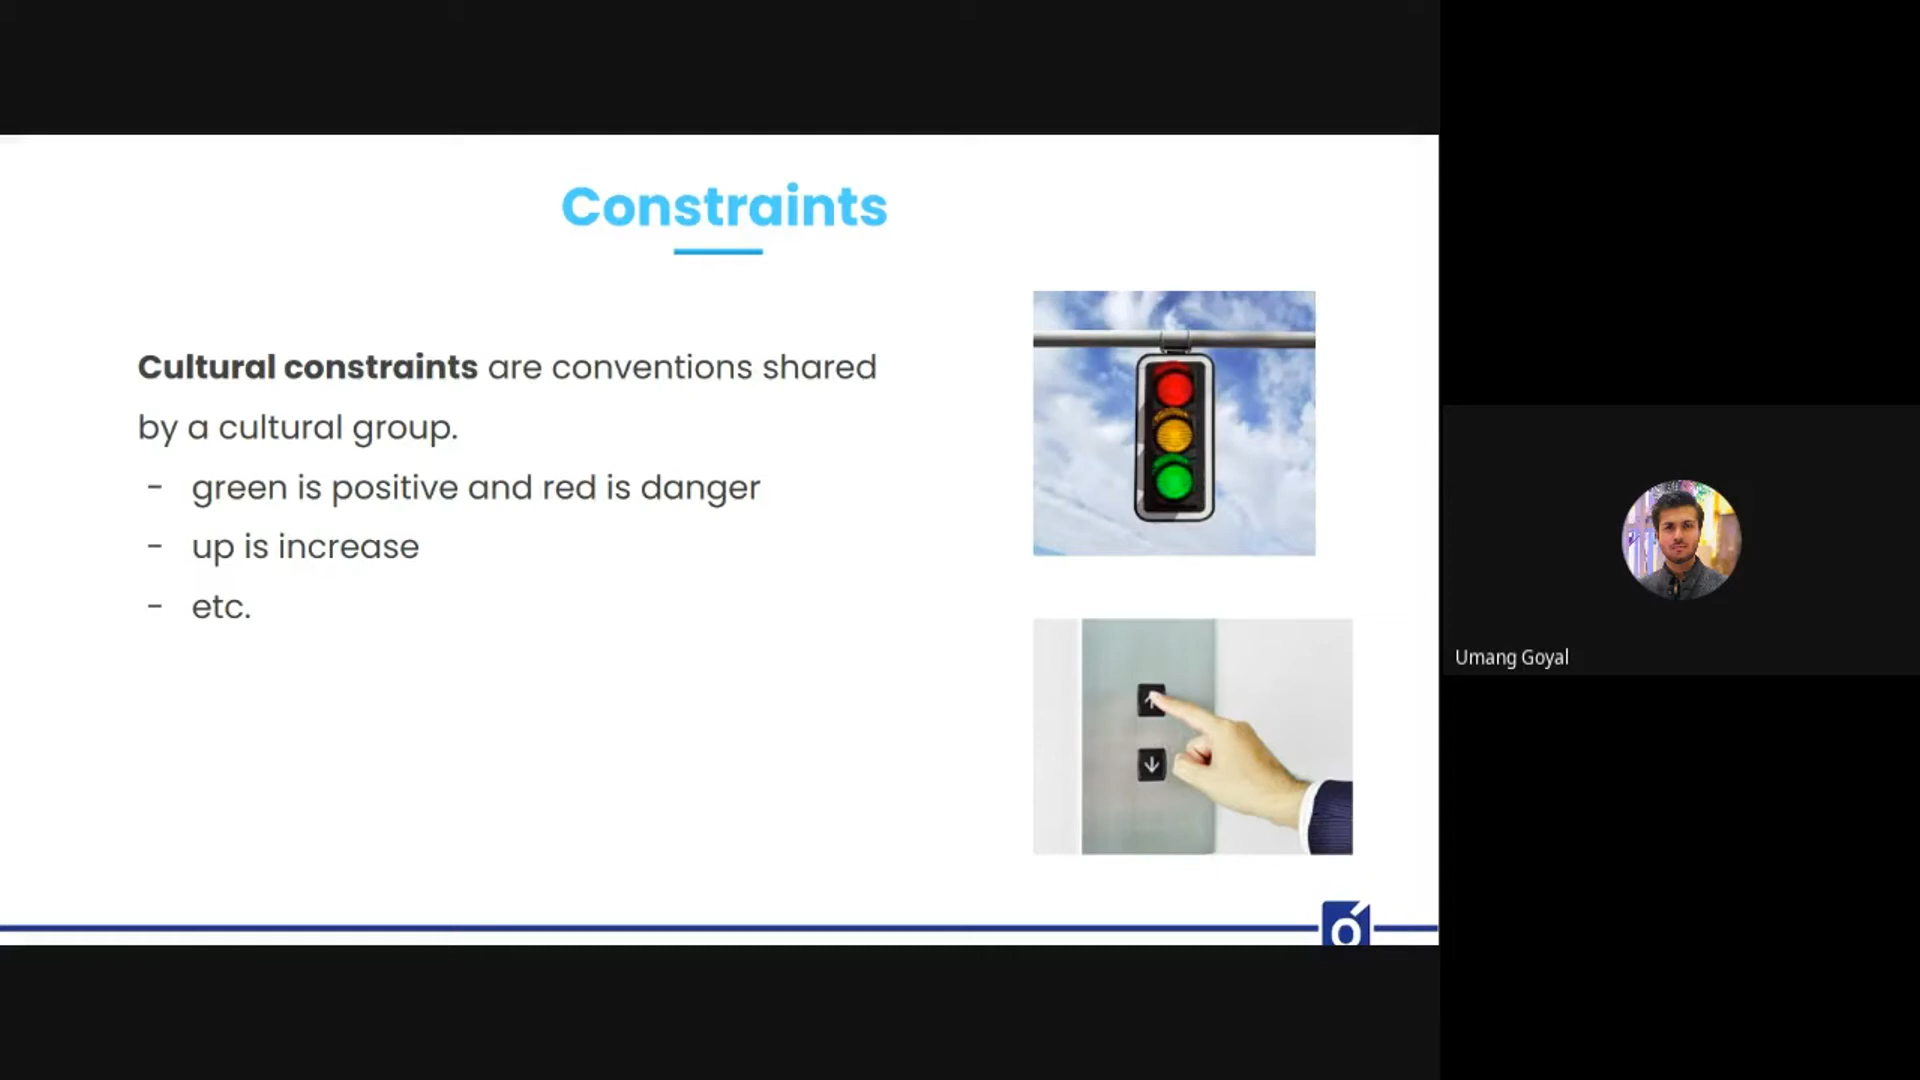 Constraints
Cultural constraints are conventions shared
by a cultural group.
- green is positive and red is danger
- up is increase
- etc.
Umang Goyal